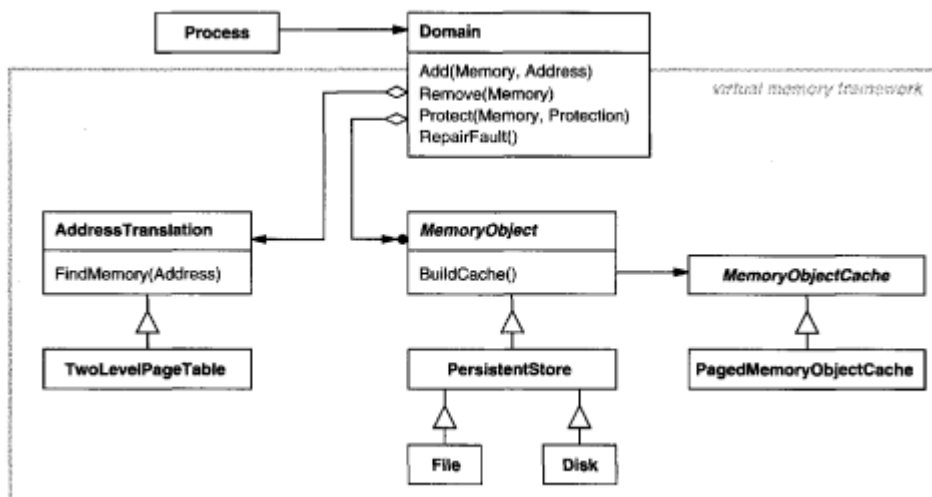 Process
Domain
Add(Memory, Address)
Remove(Memory)
Protect(Memory, Protection)
RepairFault()
virtual memory framework
AddressTranslation
FindMemory(Address)
MemoryObject
BuildCache()
MemoryObjectCache
TwoLevelPageTable
PersistentStore
PagedMemoryObjectCache
File
Disk